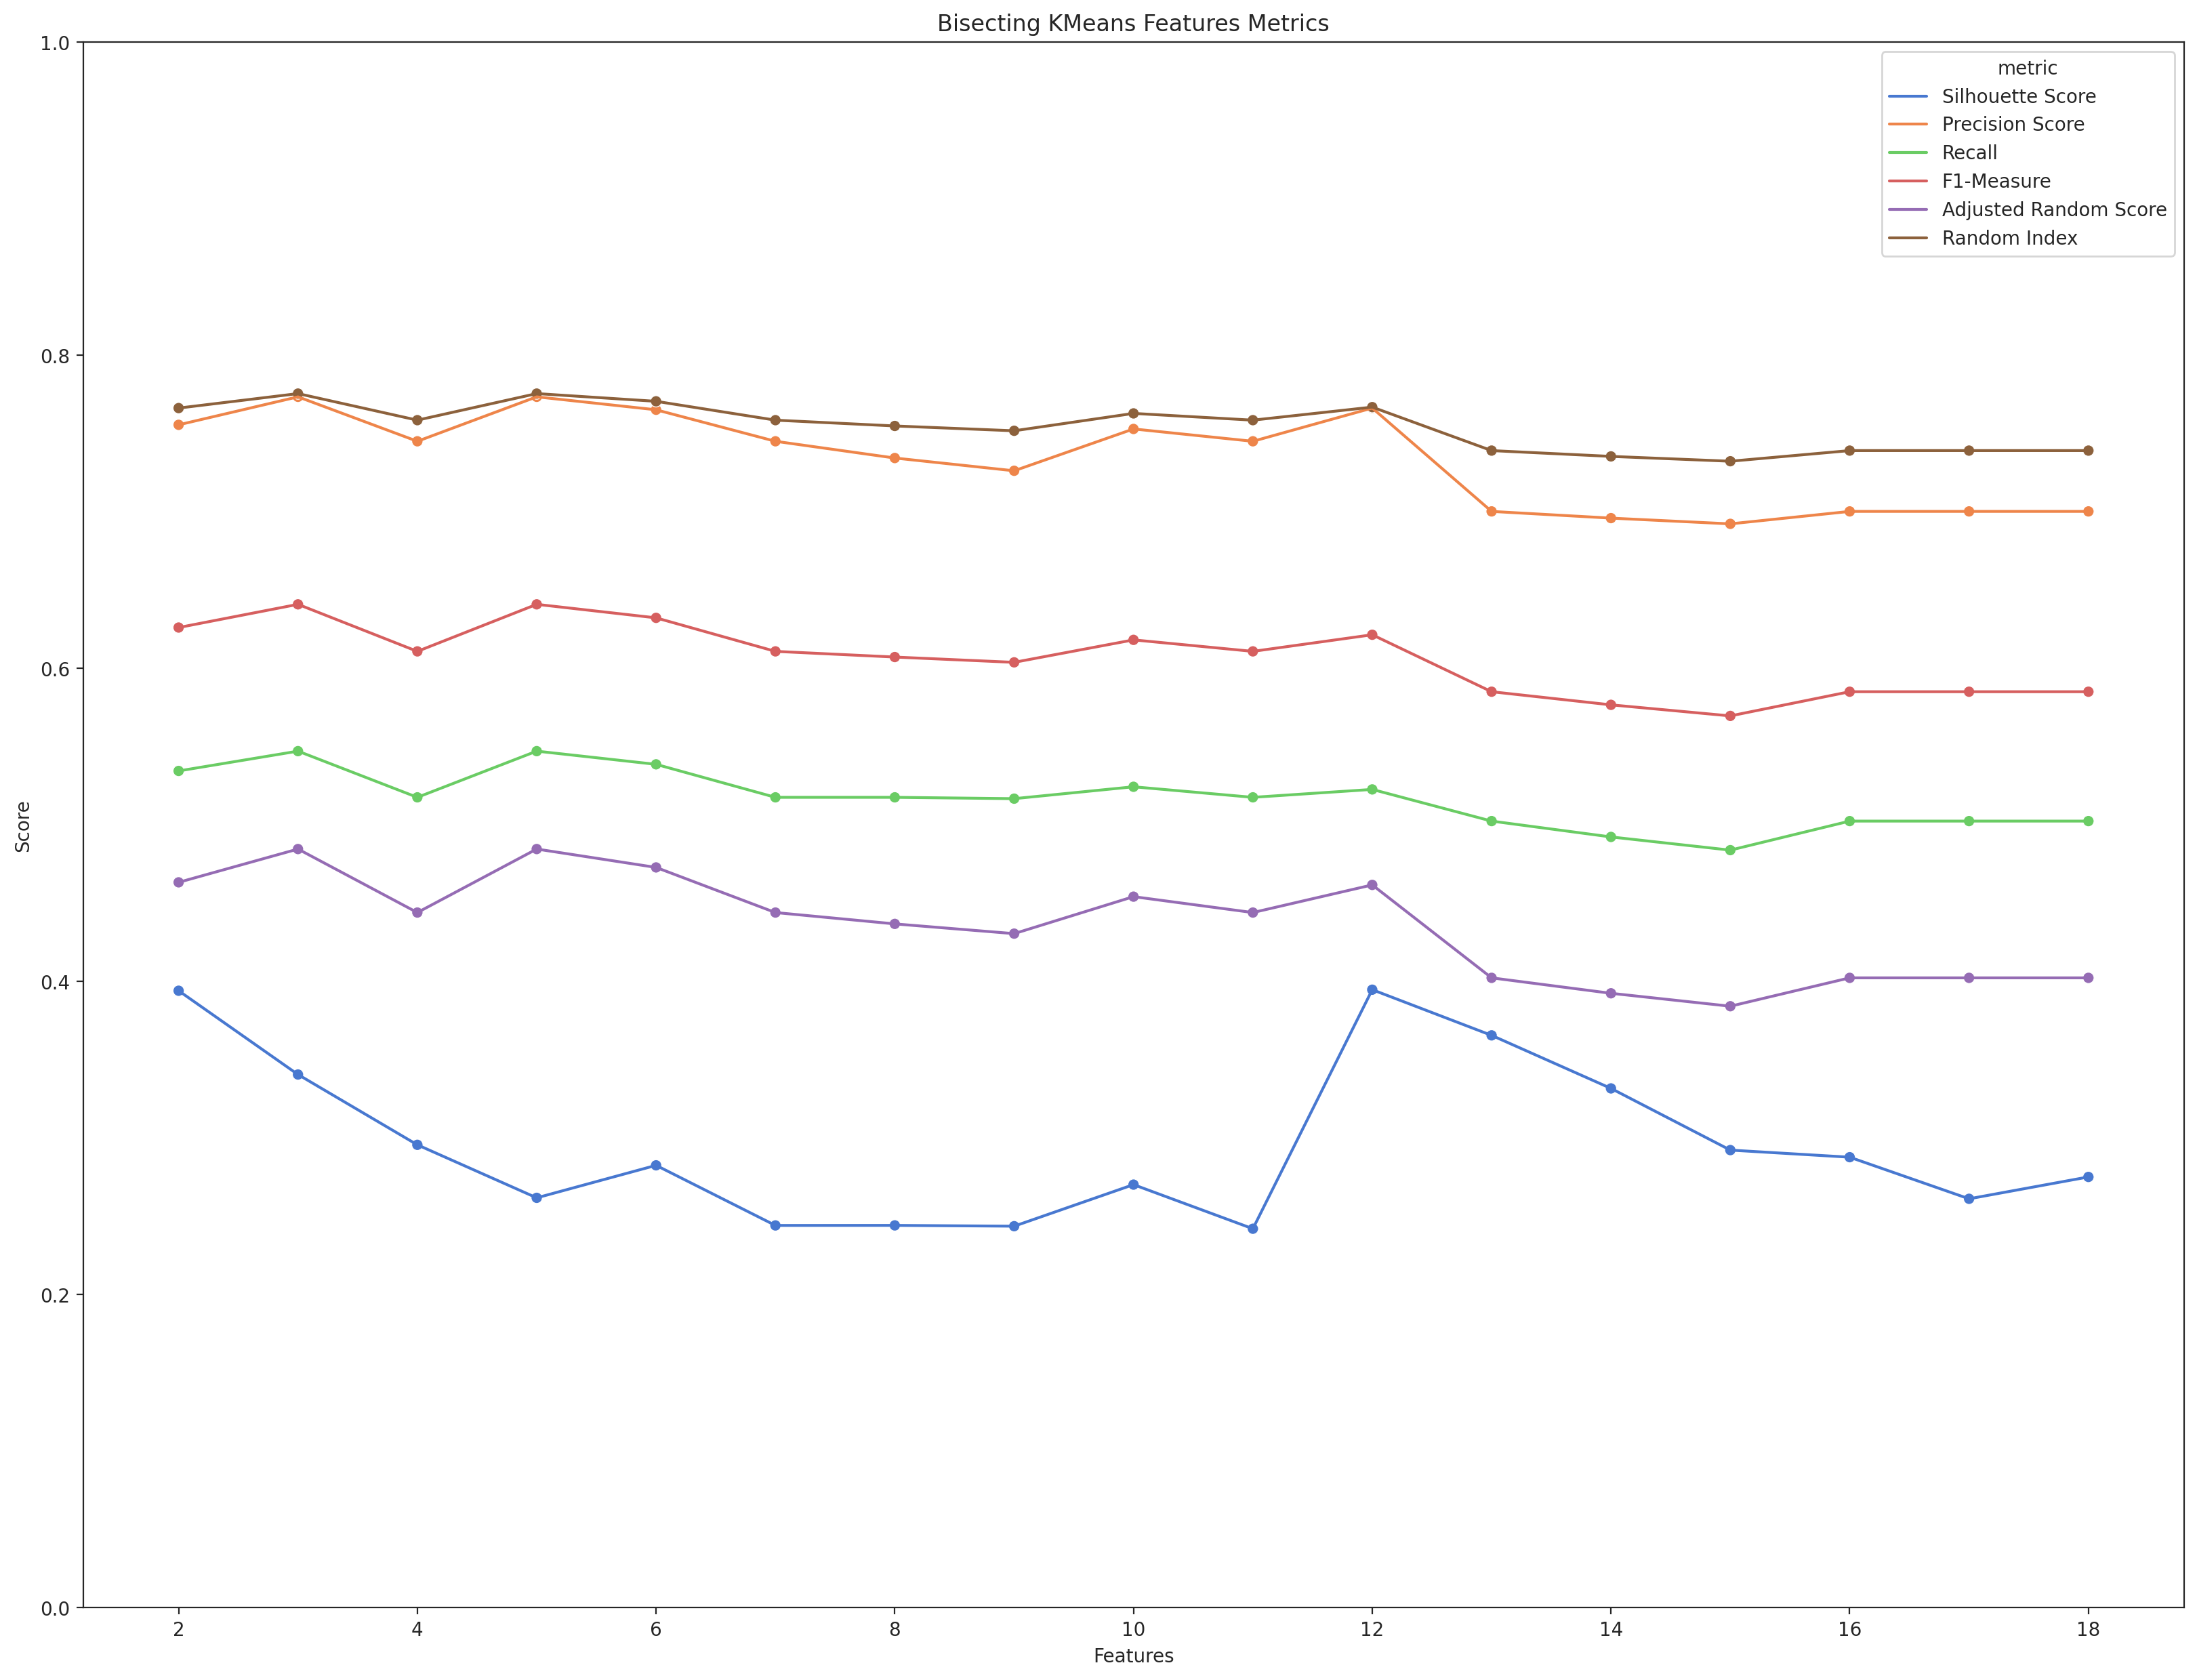 Bisecting KMeans Features Metrics
1.0
0.8
0.6
0.4
0.2
0.0
Score
metric
Silhouette Score
Precision Score
Recall
F1-Measure
Adjusted Random Score
Random Index
2 4 6 8 10 12 14 16 18
Features